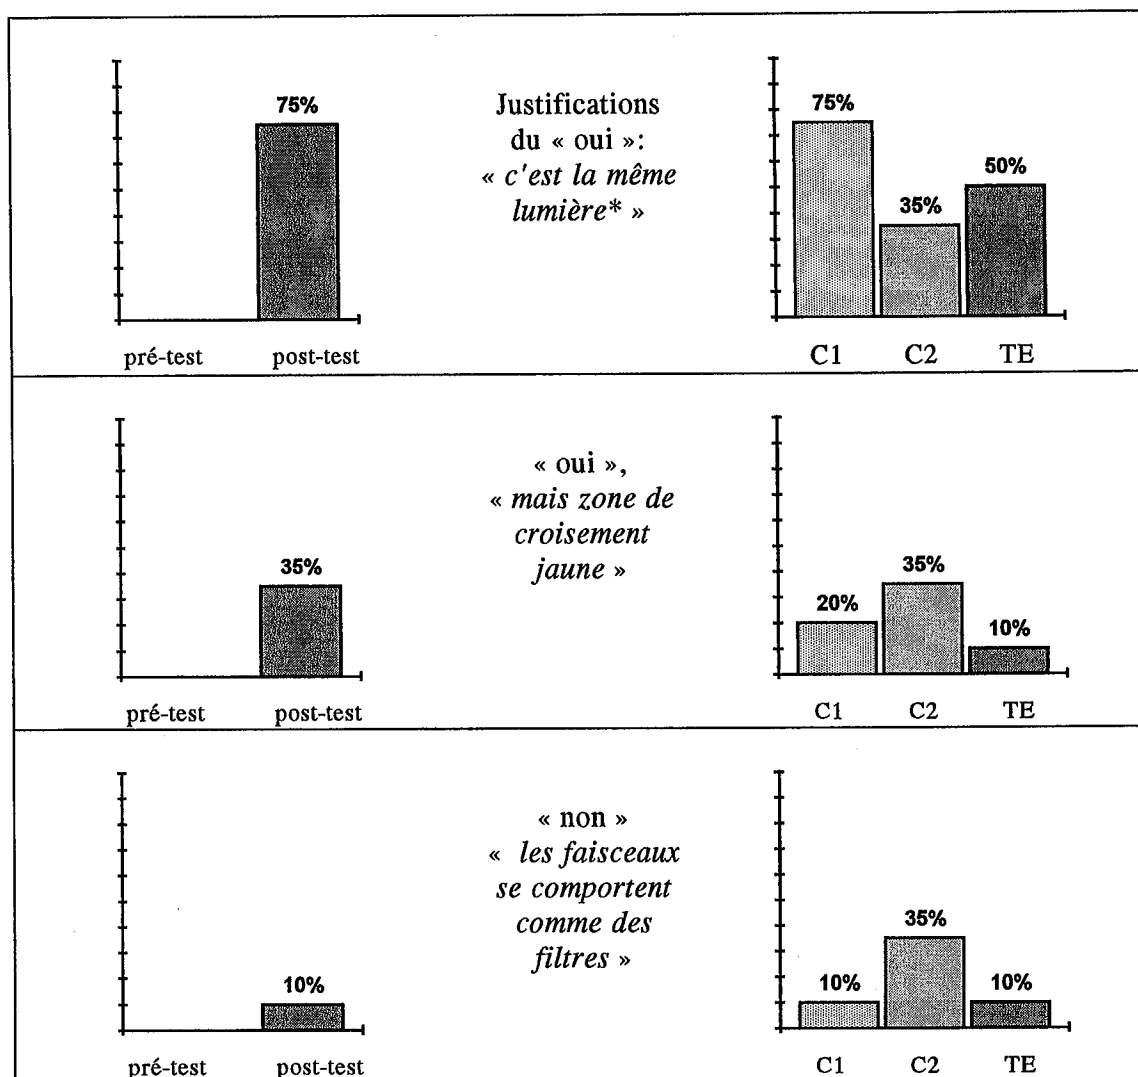 75%
pré-test post-test
Justifications
du « oui »:
« c'est la même
lumière* »
75%
35%
50%
C1 C2 TE
35%
pré-test post-test
« oui »,
« mais zone de
croisement
jaune »
20%
35%
10%
C1 C2 TE
10%
pré-test post-test
« non »
« les faisceaux
se comportent
comme des
filtres »
10%
35%
10%
C1 C2 TE